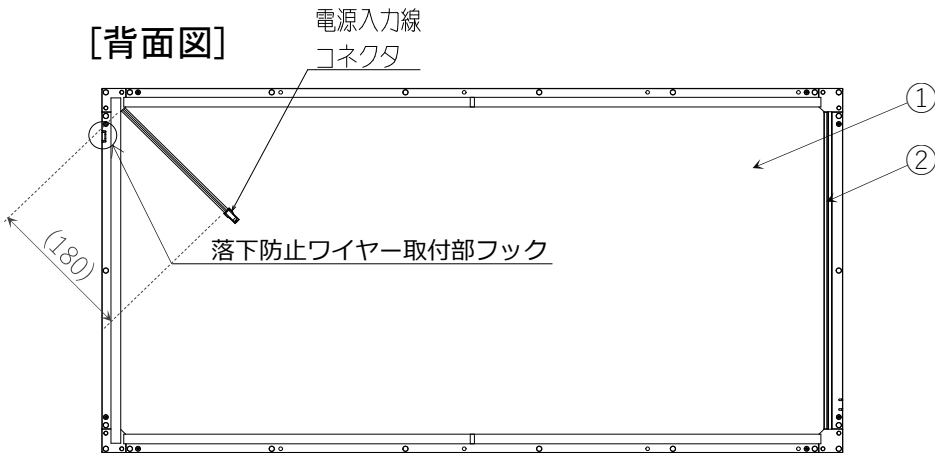 [背面図]
電源入力線
コネクタ
①
②
落下防止ワイヤー取付部フック
(180)